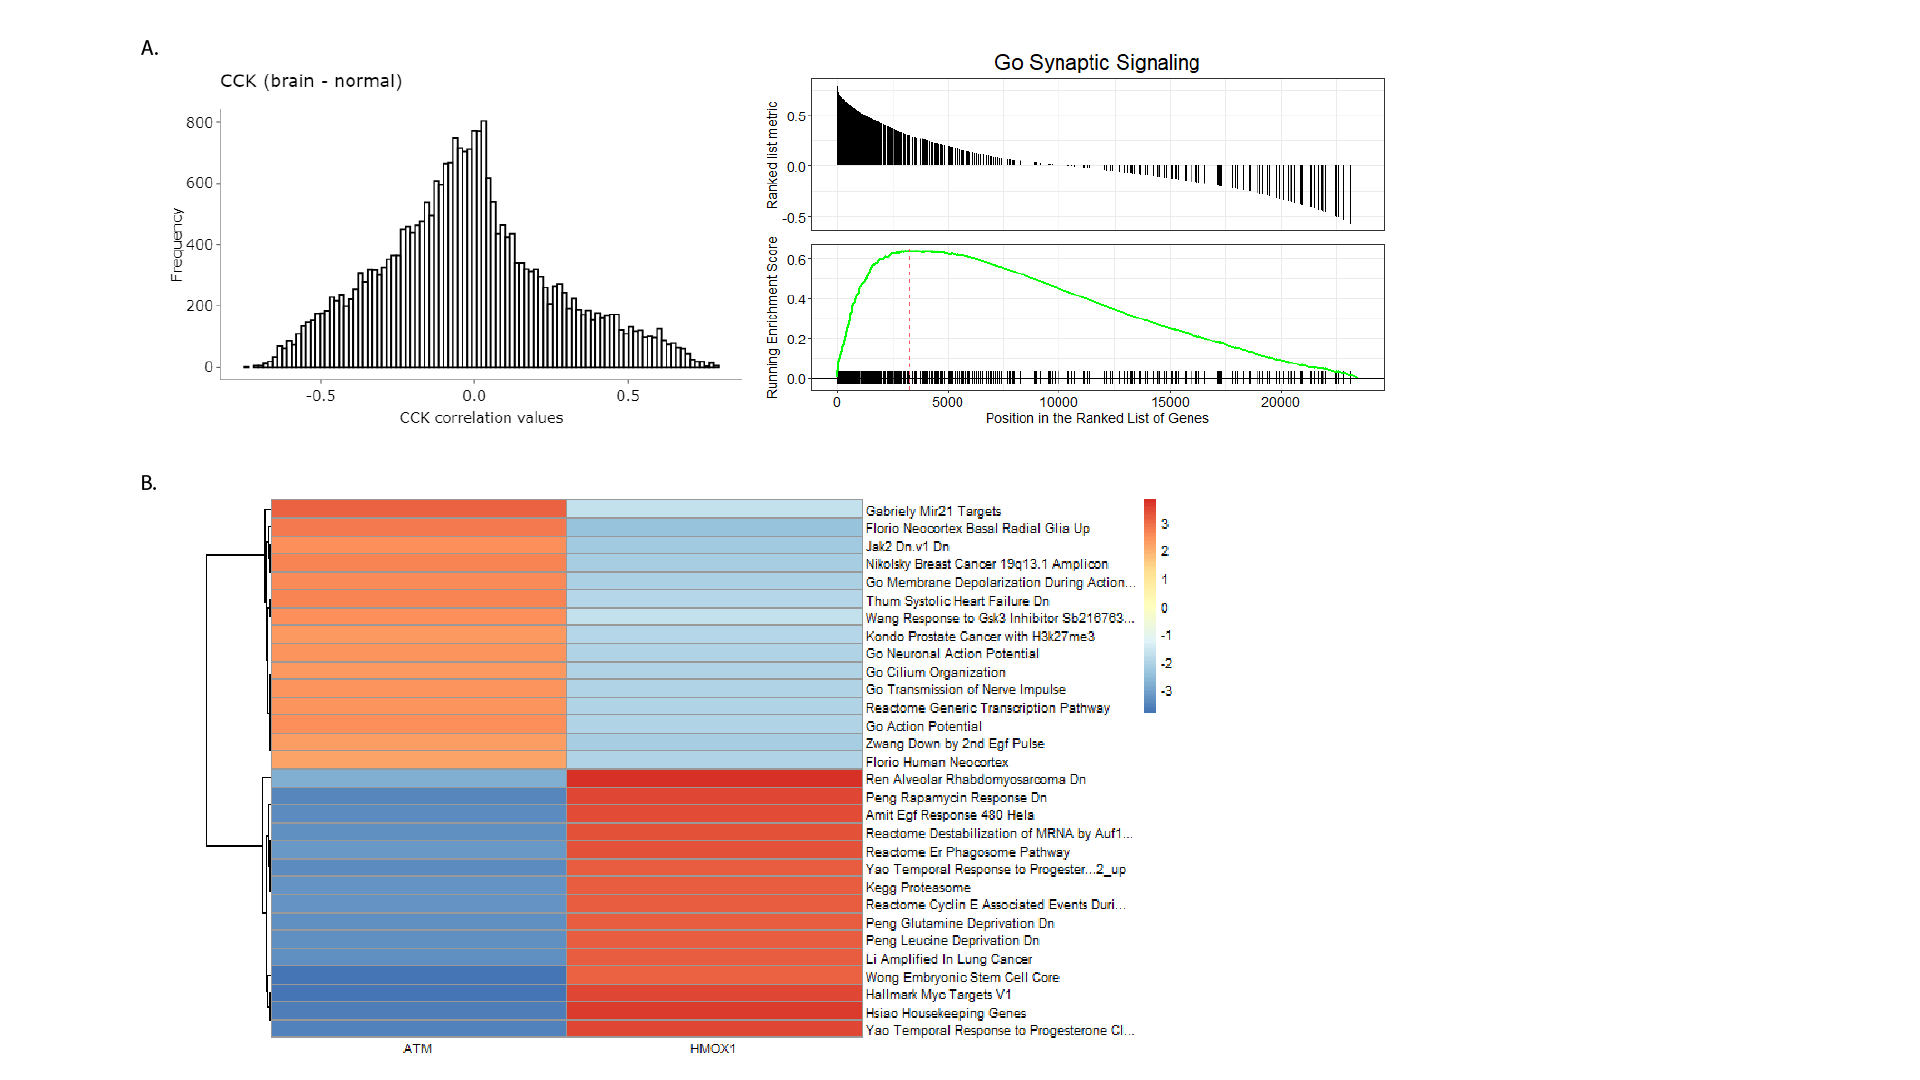 A.
CCK (brain - normal)
800
600
400
200
0
Frequency
-0.5
0.0
0.5
CCK correlation values
Go Synaptic Signaling
0.5
0.0
-0.5
Ranked list metric
0.6
0.4
0.2
0.0
Running Enrichment Score
0
5000
10000
15000
20000
Position in the Ranked List of Genes
B.
Gabriely Mir21 Targets
Florio Neocortex Basal Radial Glia Up
Jak2 Dn.v1 Dn
Nikolsky Breast Cancer 19q13.1 Amplicon
Go Membrane Depolarization During Action...
Thum Systolic Heart Failure Dn
Wang Response to Gsk3 Inhibitor Sb216763...
Kondo Prostate Cancer with H3k27me3
Go Neuronal Action Potential
Go Cilium Organization
Go Transmission of Nerve Impulse
Reactome Generic Transcription Pathway
Go Action Potential
Zwang Down by 2nd Egf Pulse
Florio Human Neocortex
Ren Alveolar Rhabdomyosarcoma Dn
Peng Rapamycin Response Dn
Amit Egf Response 480 Hela
Reactome Destabilization of MRNA by Auf1...
Reactome Er Phagosome Pathway
Yao Temporal Response to Progester...2_up
Kegg Proteasome
Reactome Cyclin E Associated Events Duri...
Peng Glutamine Deprivation Dn
Peng Leucine Deprivation Dn
Li Amplified In Lung Cancer
Wong Embryonic Stem Cell Core
Hallmark Myc Targets V1
Hsiao Housekeeping Genes
Yao Temporal Response to Progesterone Cl...
3
2
1
0
-1
-2
-3
ATM
HMOX1